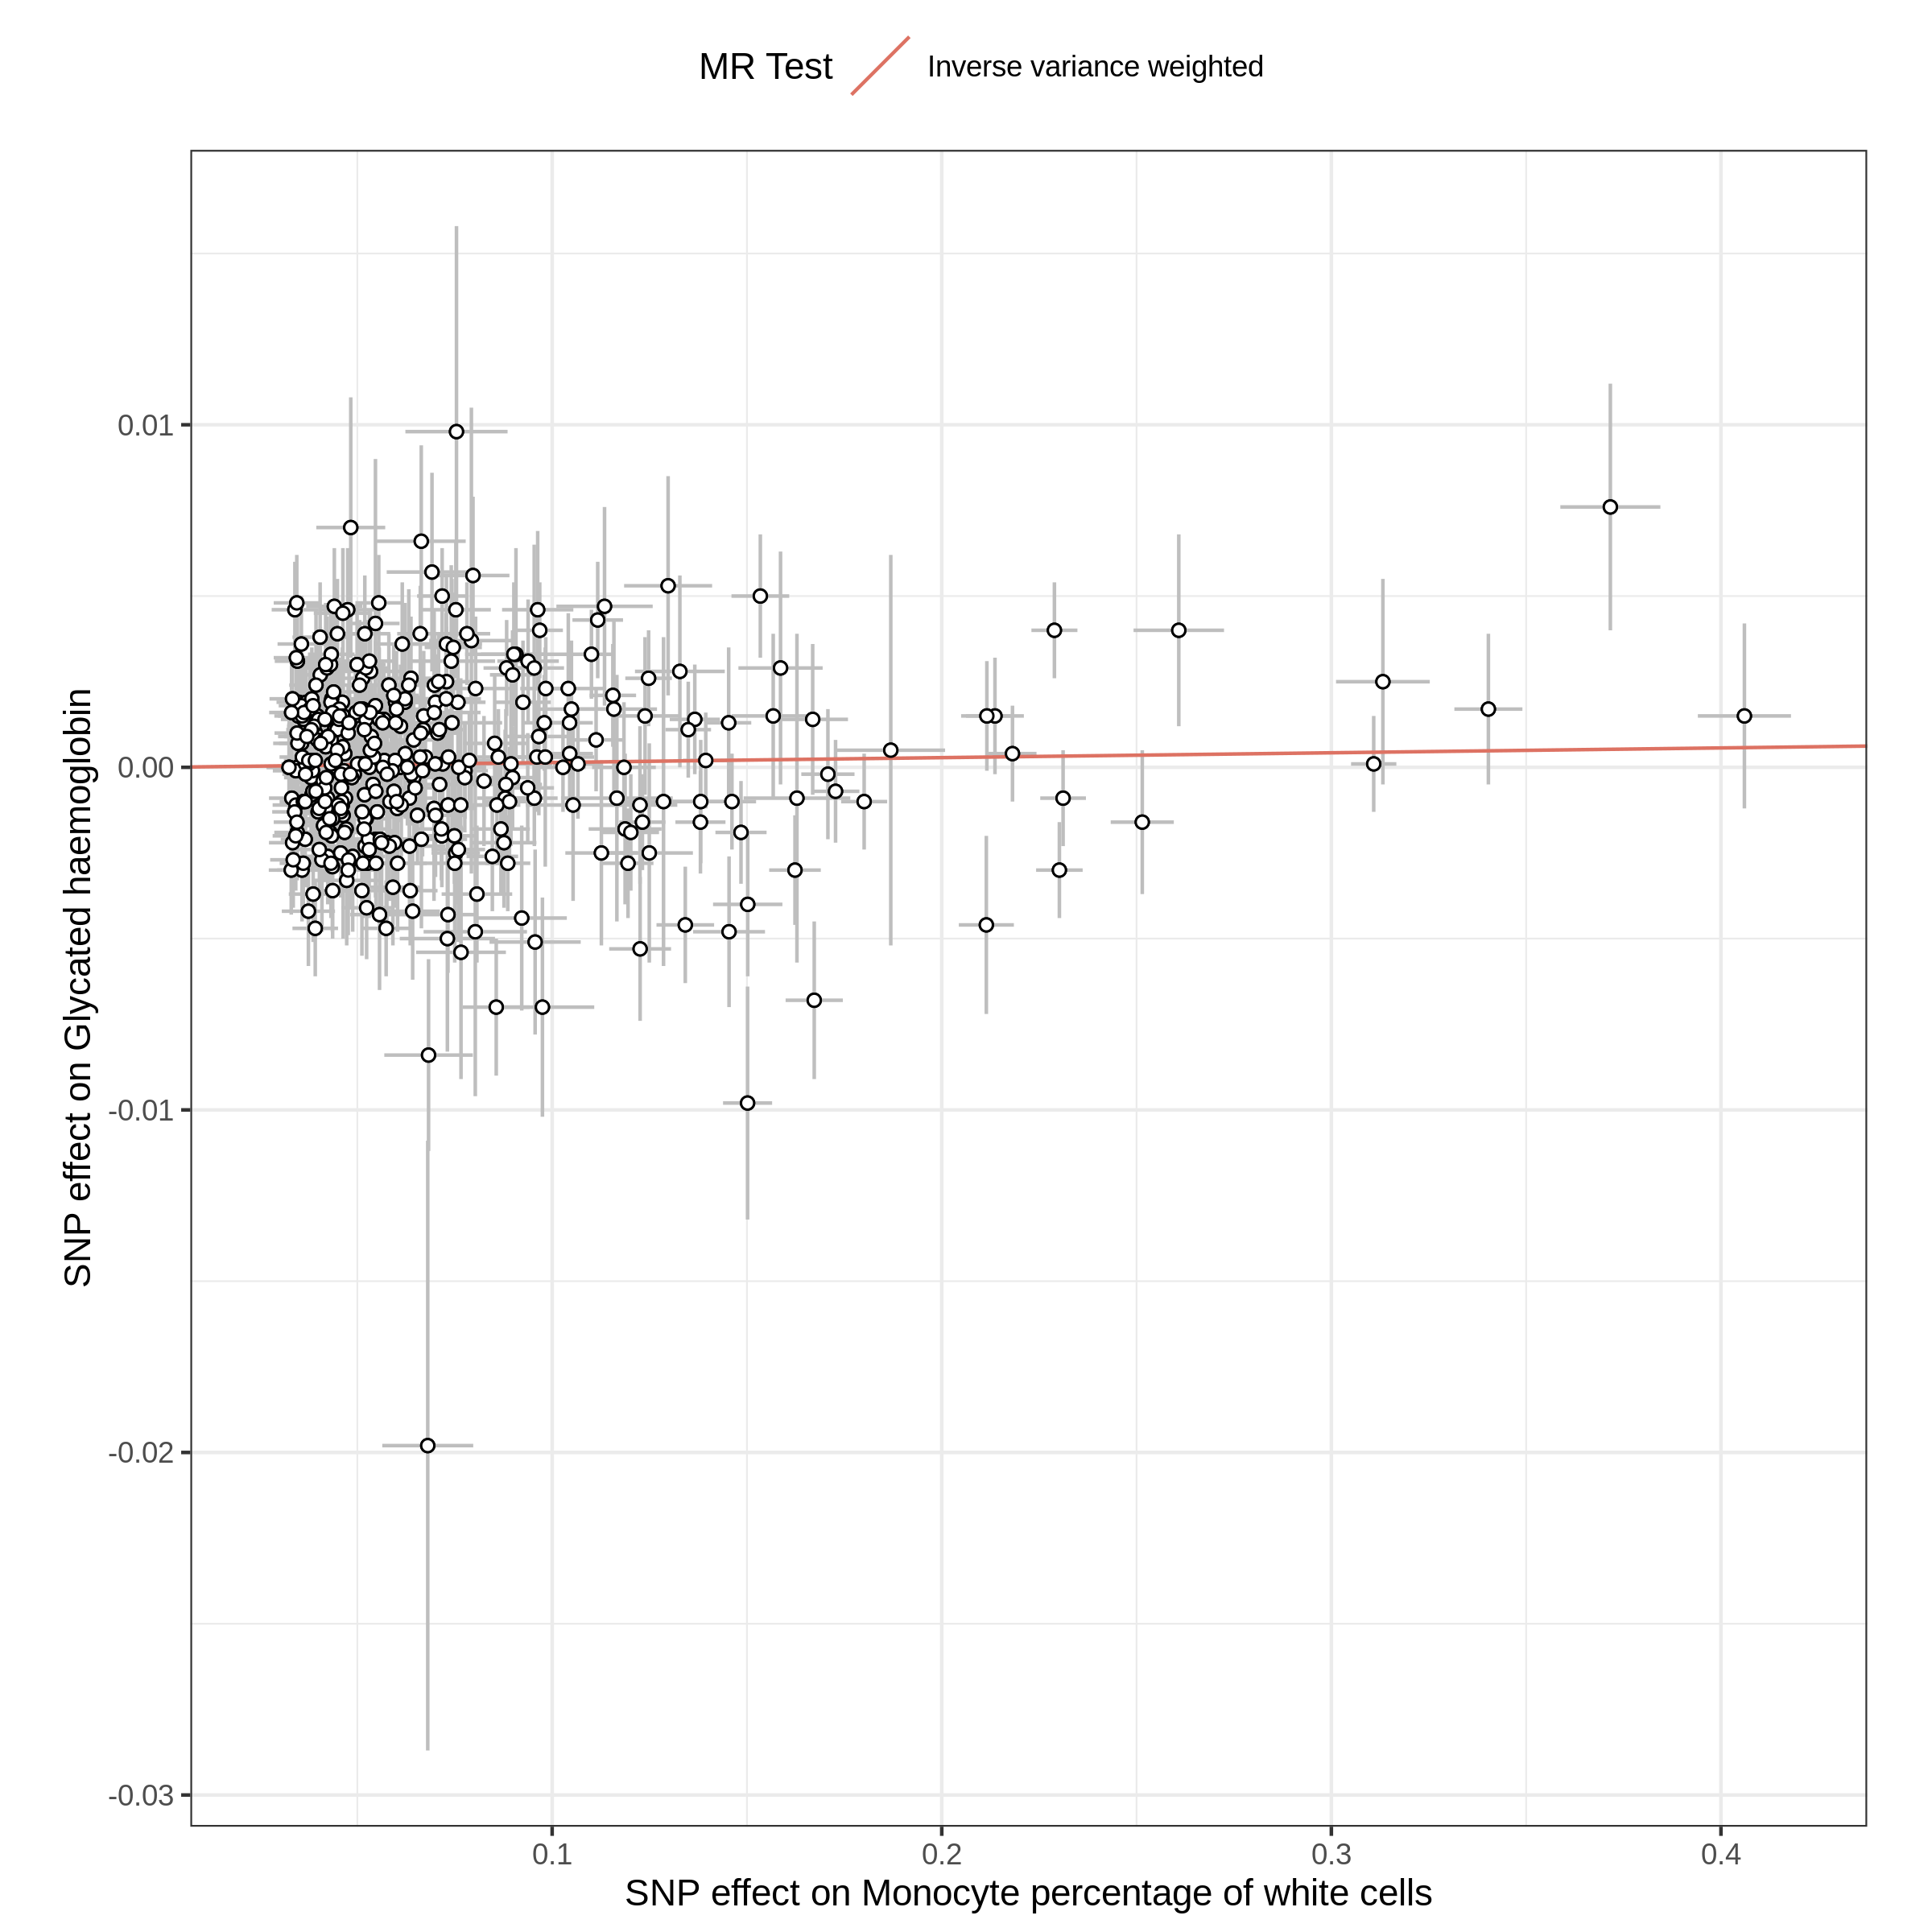 MR Test
Inverse variance weighted
0.01
0.00
-0.01
-0.02
-0.03
SNP effect on Glycated haemoglobin
0.1
0.2
0.3
0.4
SNP effect on Monocyte percentage of white cells